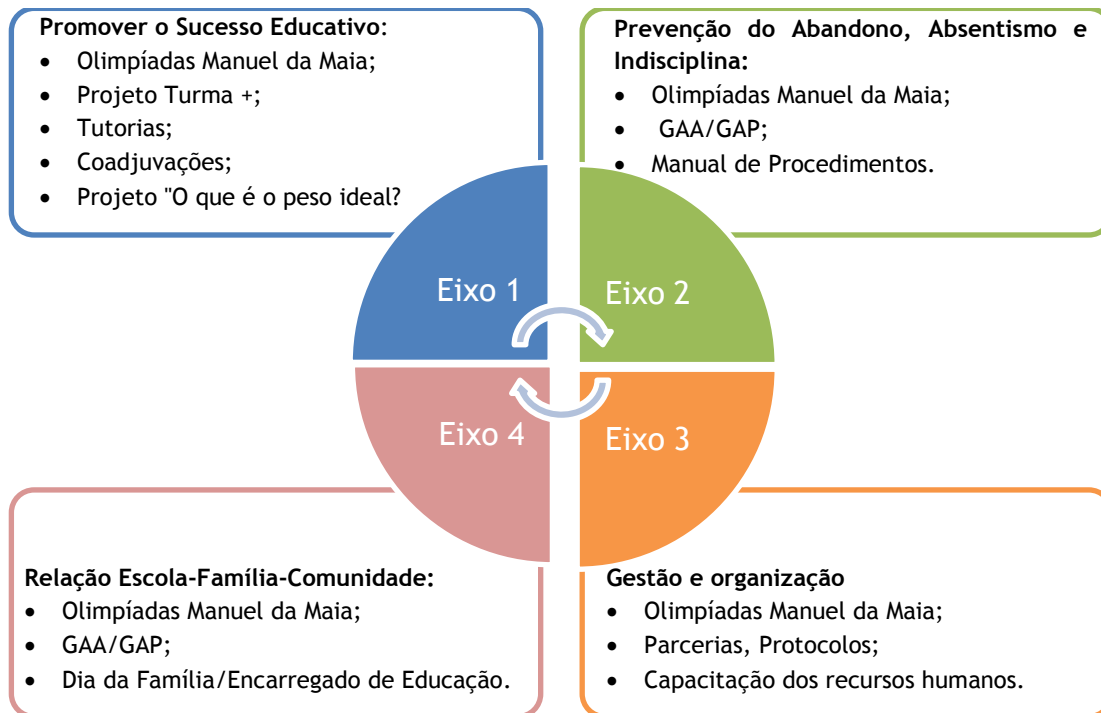 Promover o Sucesso Educativo:
• Olimpíadas Manuel da Maia;
• Projeto Turma +;
• Tutorias;
• Coadjuvações;
• Projeto "O que é o peso ideal?
Prevenção do Abandono, Absentismo e
Indisciplina:
• Olimpíadas Manuel da Maia;
• GAA/GAP;
• Manual de Procedimentos.
Eixo 1
Eixo 2
Eixo 4
Eixo 3
Relação Escola-Família-Comunidade:
• Olimpíadas Manuel da Maia;
• GAA/GAP;
• Dia da Família/Encarregado de Educação.
Gestão e organização
• Olimpíadas Manuel da Maia;
• Parcerias, Protocolos;
• Capacitação dos recursos humanos.